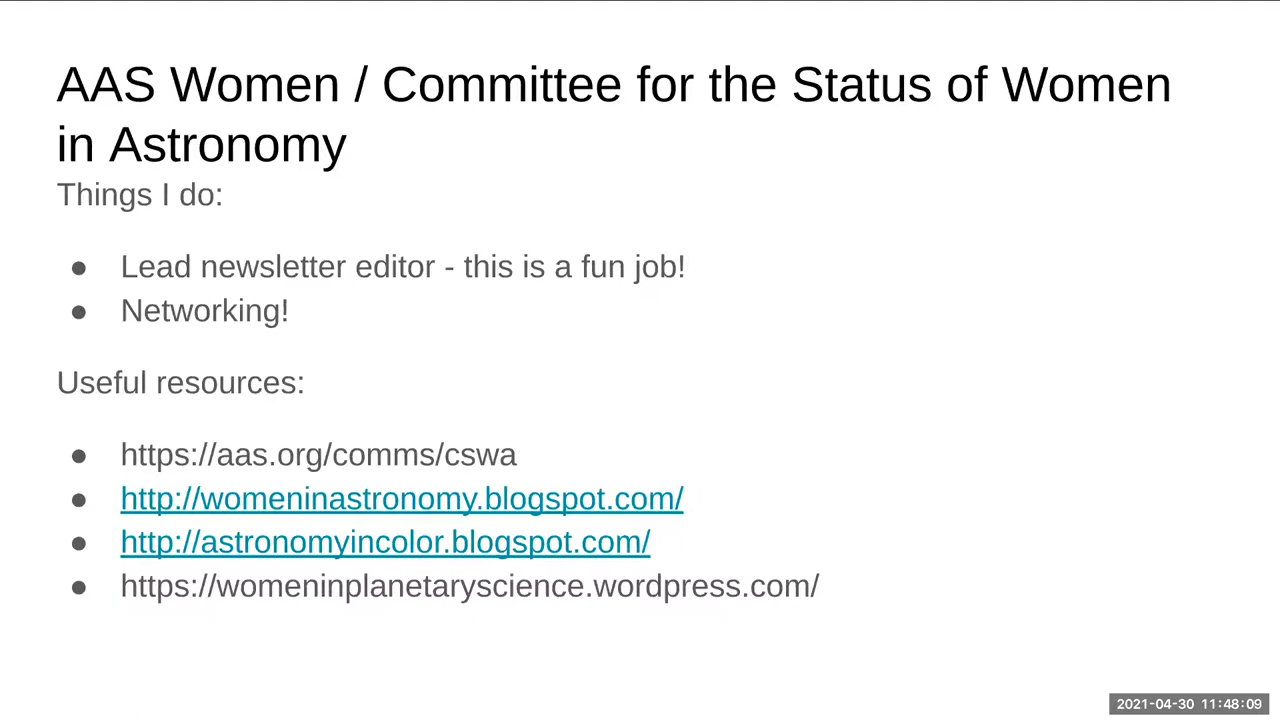 AAS Women / Committee for the Status of Women
in Astronomy
Things I do:
● Lead newsletter editor - this is a fun job!
● Networking!
Useful resources:
● https://aas.org/comms/cswa
● http://womeninastronomy.blogspot.com/
● http://astronomyincolor.blogspot.com/
● https://womeninplanetaryscience.wordpress.com/
2021-04-30 11:48:09